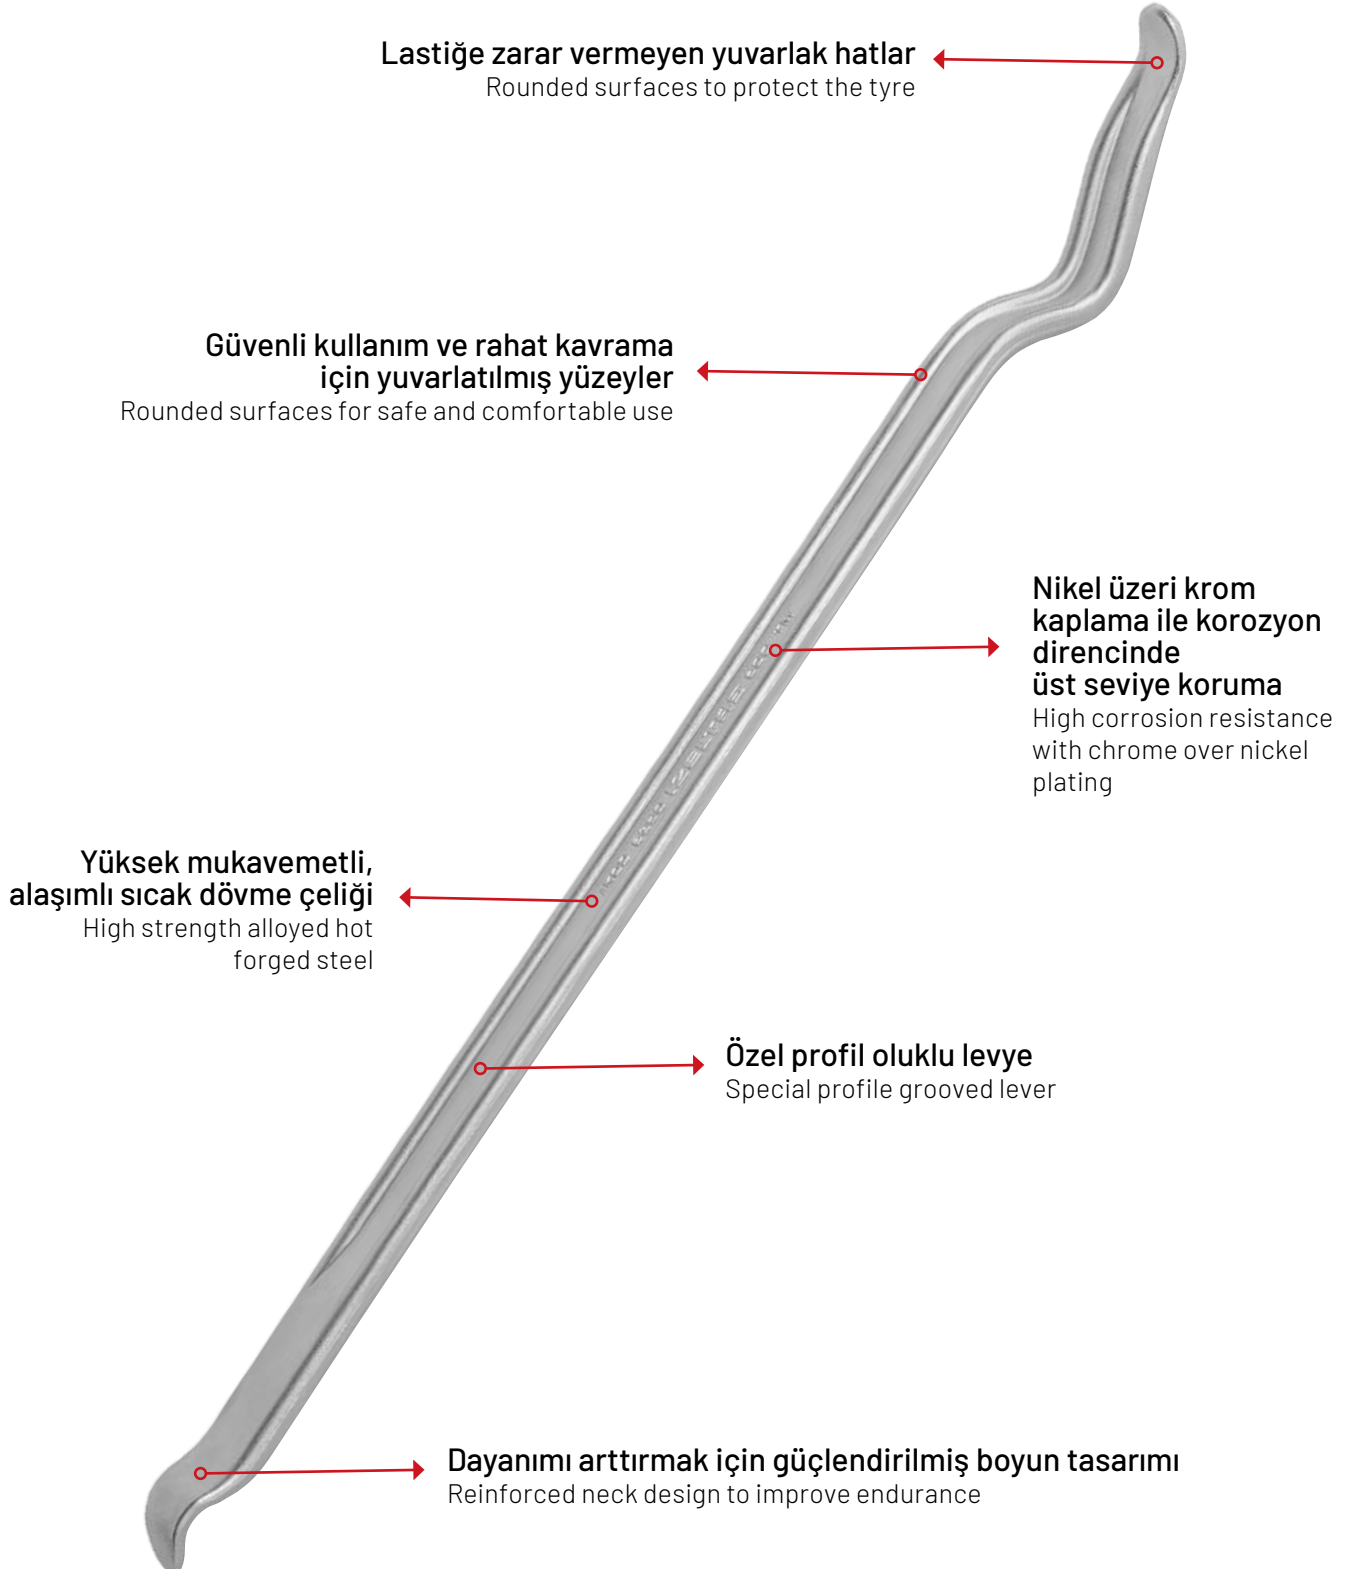 Lastiğe zarar vermeyen yuvarlak hatlar
Rounded surfaces to protect the tyre
Güvenli kullanım ve rahat kavrama
için yuvarlatılmış yüzeyler
Rounded surfaces for safe and comfortable use
Nikel üzeri krom
kaplama ile korozyon
direncinde
üst seviye koruma
High corrosion resistance
with chrome over nickel
plating
Yüksek mukavemetli,
alaşımlı sıcak dövme çeliği
High strength alloyed hot
forged steel
Özel profil oluklu levye
Special profile grooved lever
Dayanımı arttırmak için güçlendirilmiş boyun tasarımı
Reinforced neck design to improve endurance